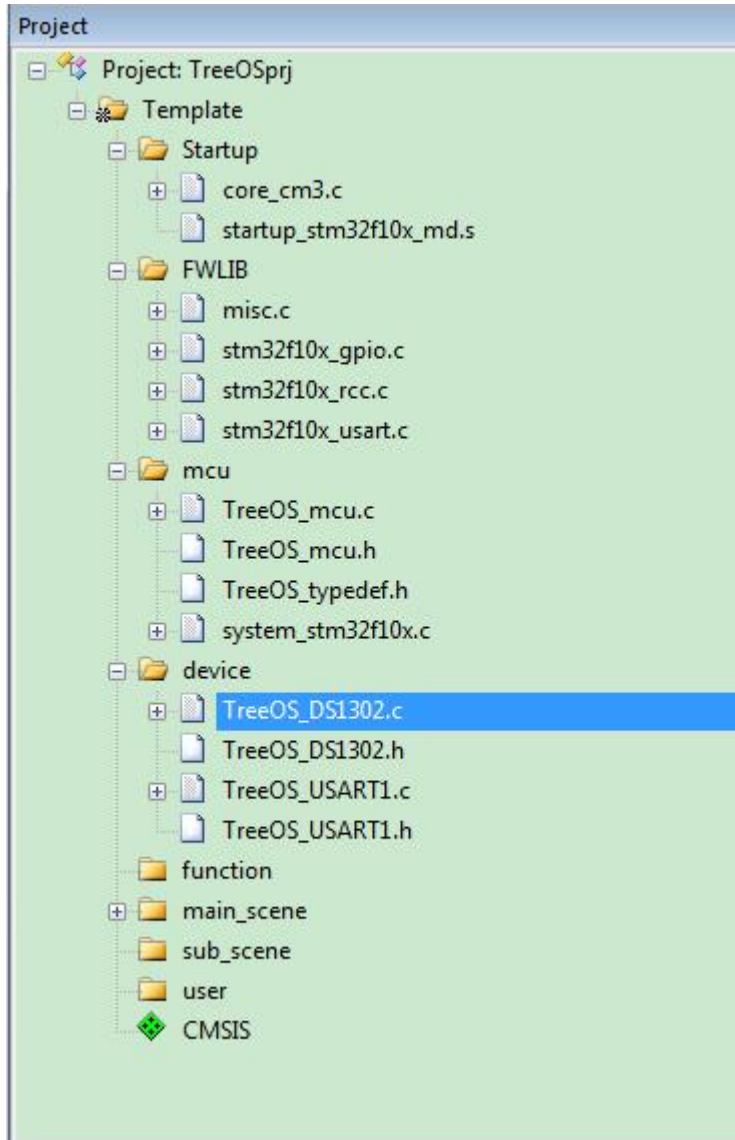 Project
Project: TreeOSprj
Template
Startup
core_cm3.c
startup_stm32f10x_md.s
FWLIB
misc.c
stm32f10x_gpio.c
stm32f10x_rcc.c
stm32f10x_usart.c
mcu
TreeOS_mcu.c
TreeOS_mcu.h
TreeOS_typedef.h
system_stm32f10x.c
device
TreeOS_DS1302.c
TreeOS_DS1302.h
TreeOS_USART1.c
TreeOS_USART1.h
function
main_scene
sub_scene
user
CMSIS